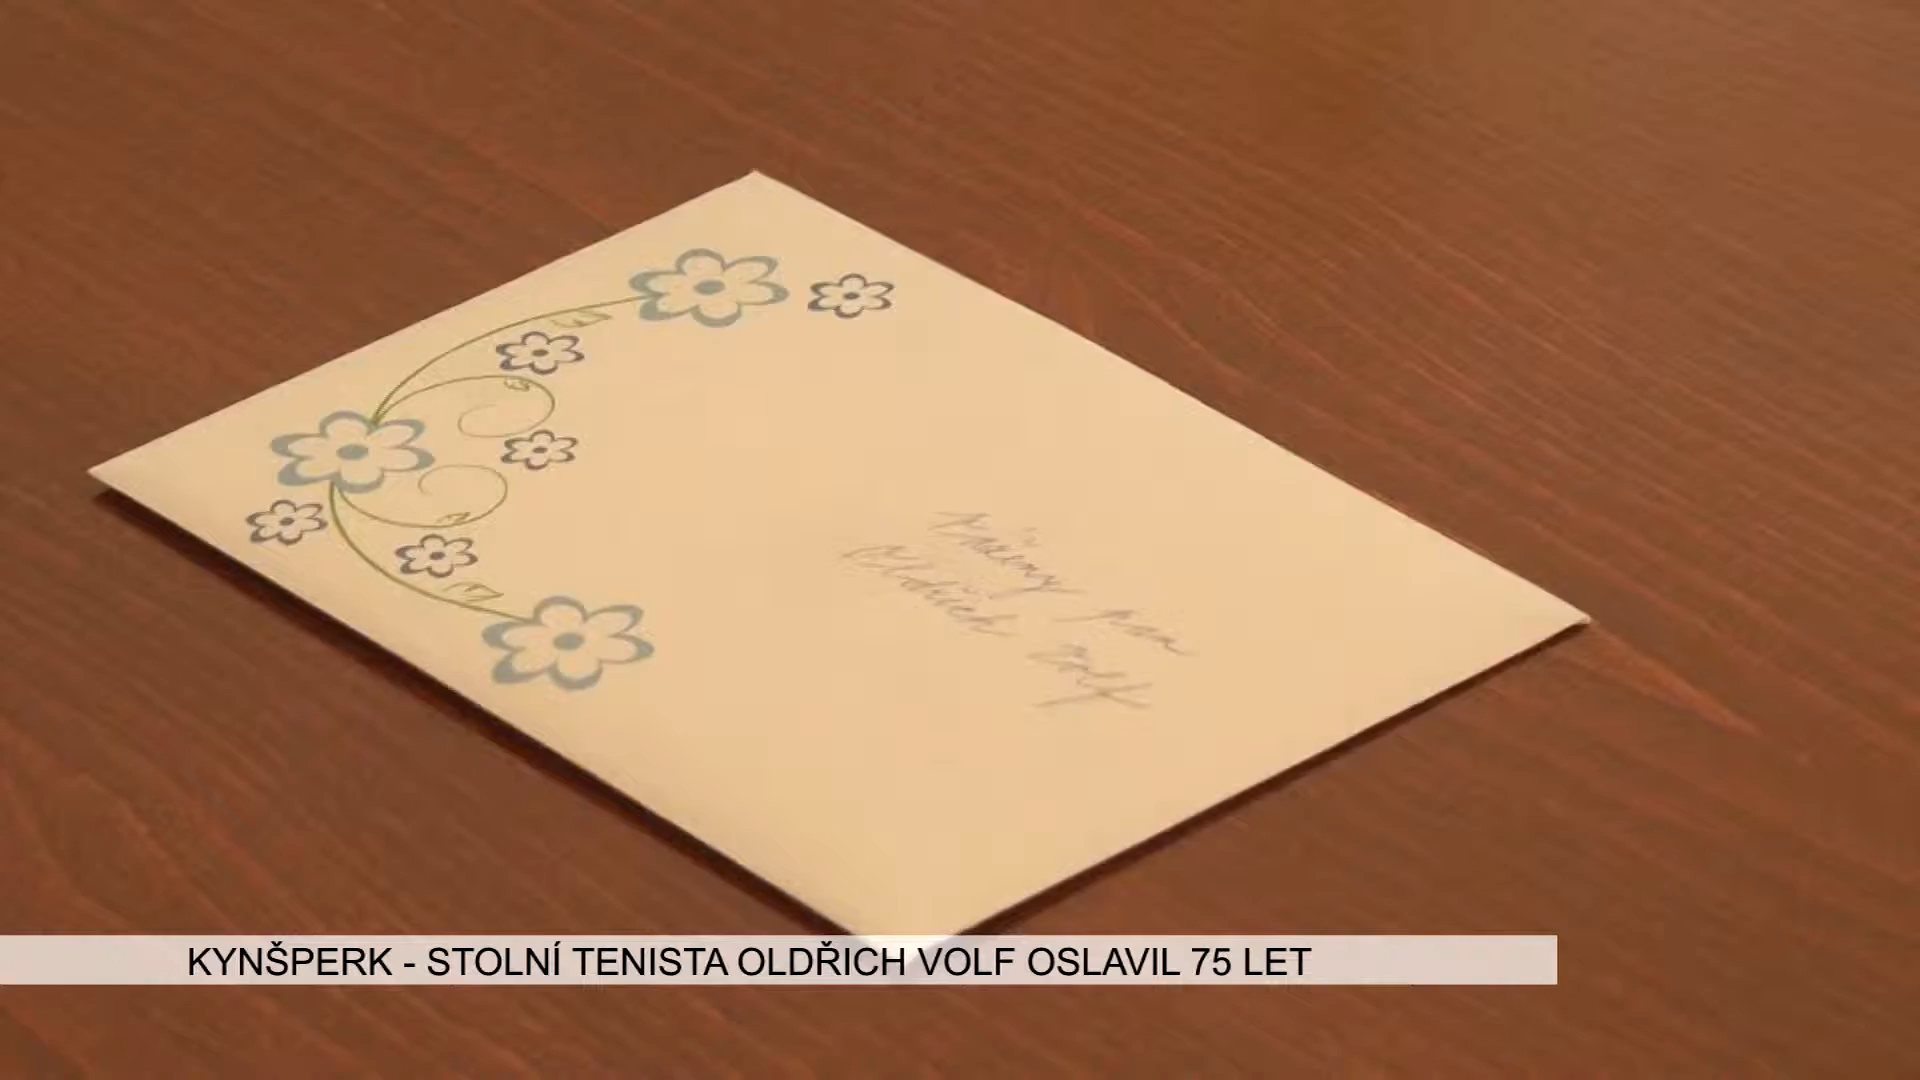 Vážený pan
Oldřich Volf
KYNŠPERK - STOLNÍ TENISTA OLDŘICH VOLF OSLAVIL 75 LET